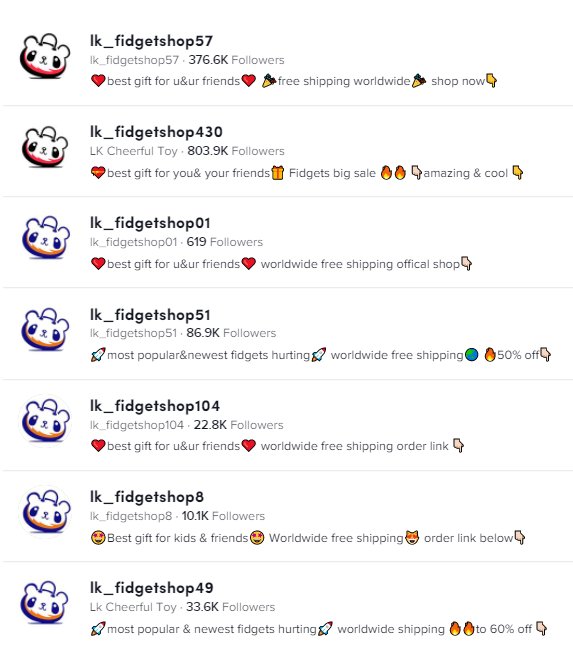 lk_fidgetshop57
lk_fidgetshop57 · 376.6K Followers
❤️best gift for u&ur friends❤️ 🎉free shipping worldwide🎉 shop now👇
lk_fidgetshop430
LK Cheerful Toy · 803.9K Followers
💝best gift for you& your friends🎁 Fidgets big sale 🔥🔥 👇🏻amazing & cool 👇
lk_fidgetshop01
lk_fidgetshop01 · 619 Followers
❤️best gift for u&ur friends❤️ worldwide free shipping offical shop👇🏻
lk_fidgetshop51
lk_fidgetshop51 · 86.9K Followers
🚀most popular&newest fidgets hurting🚀 worldwide free shipping🌏 🔥50% off👇🏻
lk_fidgetshop104
lk_fidgetshop104 · 22.8K Followers
❤️best gift for u&ur friends❤️ worldwide free shipping order link 👇🏻
lk_fidgetshop8
lk_fidgetshop8 · 10.1K Followers
🤩Best gift for kids & friends🤩 Worldwide free shipping😻 order link below👇🏻
lk_fidgetshop49
Lk Cheerful Toy · 33.6K Followers
🚀most popular & newest fidgets hurting🚀 worldwide shipping 🔥🔥to 60% off 👇🏻